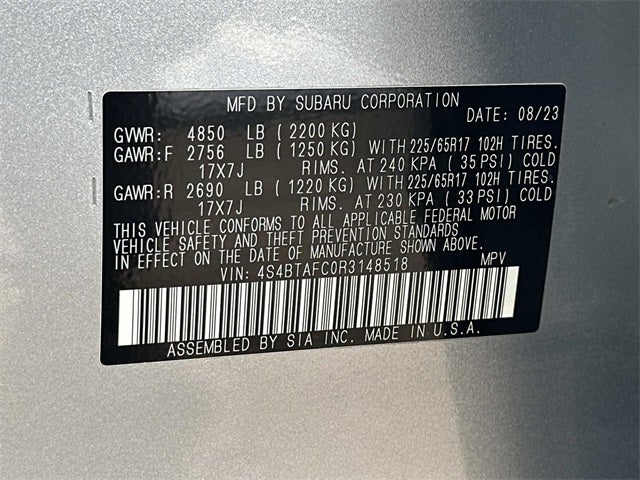 MFD BY SUBARU CORPORATION
DATE: 08/23
GVWR: 4850 LB (2200 KG)
GAWR:F 2756 LB (1250 KG) WITH 225/65R17 102H TIRES.
17X7J RIMS. AT 240 KPA (35 PSI) COLD
GAWR:R 2690 LB (1220 KG) WITH 225/65R17 102H TIRES.
17X7J RIMS. AT 230 KPA (33 PSI) COLD
THIS VEHICLE CONFORMS TO ALL APPLICABLE FEDERAL MOTOR
VEHICLE SAFETY AND THEFT PREVENTION STANDARDS
IN EFFECT ON THE DATE OF MANUFACTURE SHOWN ABOVE.
VIN: 4S4BTAFC0R3148518 MPV
ASSEMBLED BY SIA INC. MADE IN U.S.A.